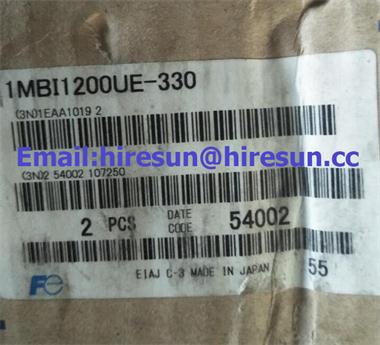 1MBI1200UE-330
(3N)1EAA1019 2
Email:hiresun@hiresun.cc
(3N)2 54002 107250
2 PCS DATE CODE 54002
EIAJ C-3 MADE IN JAPAN 55
Fe